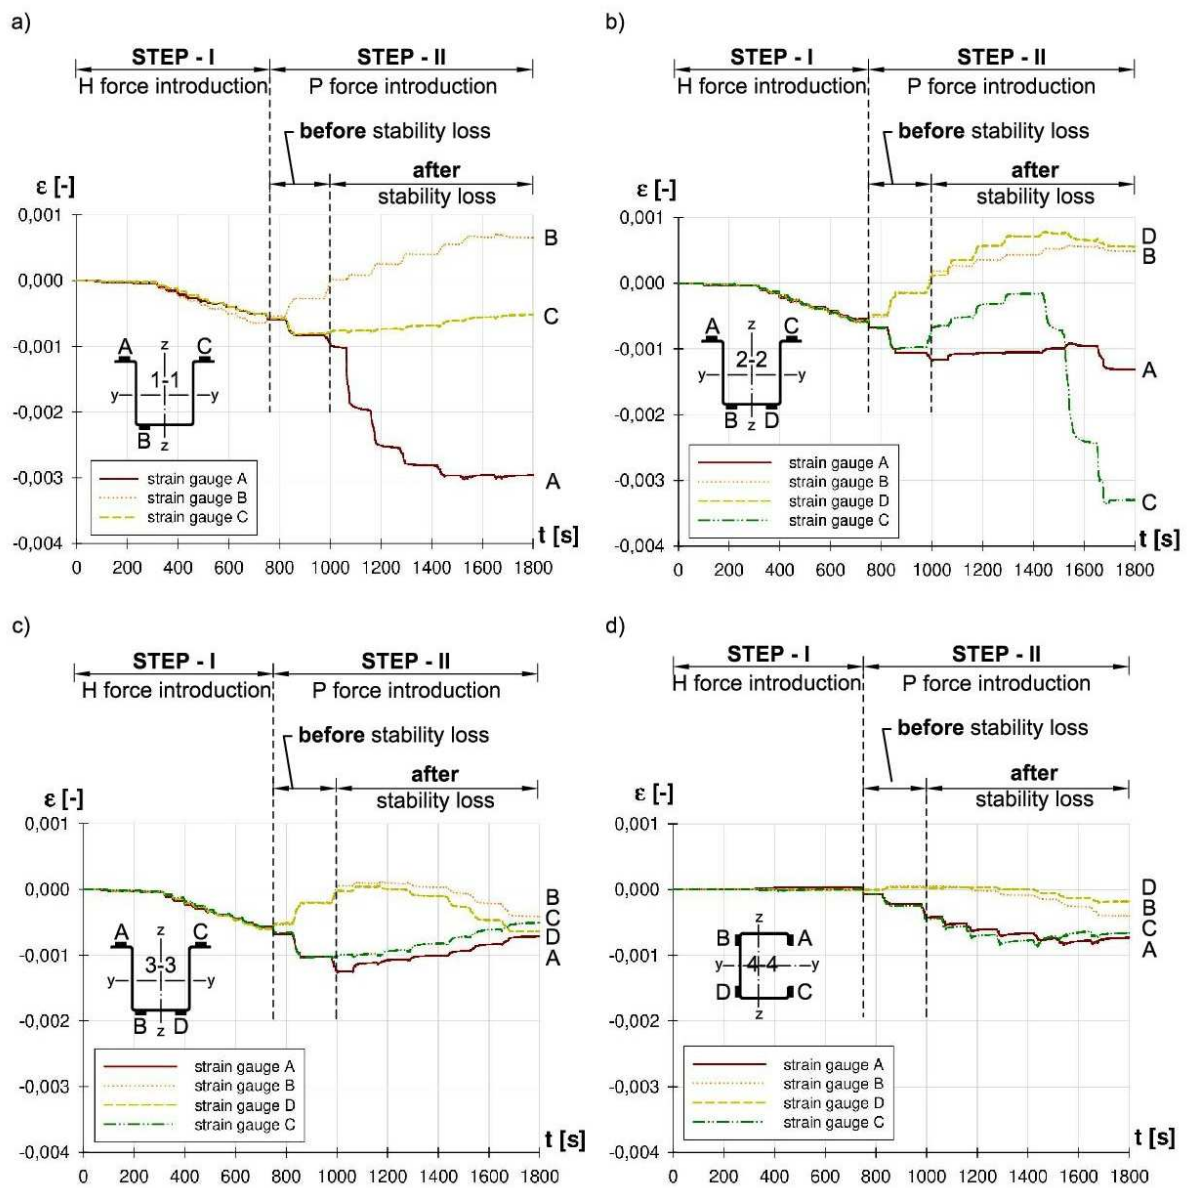 a)
STEP - I
STEP - II
H force introduction
P force introduction
before stability loss
after
stability loss
ε [-]
0,001
0,000
-0,001
-0,002
-0,003
-0,004
B
C
A
A
C
z
1-1
y
y
B
z
strain gauge A
strain gauge B
strain gauge C
t [s]
0 200 400 600 800 1000 1200 1400 1600 1800
b)
STEP - I
STEP - II
H force introduction
P force introduction
before stability loss
after
stability loss
ε [-]
0,001
0,000
-0,001
-0,002
-0,003
-0,004
D
B
A
C
A
z
C
2-2
y
y
B
z
D
strain gauge A
strain gauge B
strain gauge D
strain gauge C
t [s]
0 200 400 600 800 1000 1200 1400 1600 1800
c)
STEP - I
STEP - II
H force introduction
P force introduction
before stability loss
after
stability loss
ε [-]
0,001
0,000
-0,001
-0,002
-0,003
-0,004
B
C
D
A
A
z
C
3-3
y
y
B
z
D
strain gauge A
strain gauge B
strain gauge D
strain gauge C
t [s]
0 200 400 600 800 1000 1200 1400 1600 1800
d)
STEP - I
STEP - II
H force introduction
P force introduction
before stability loss
after
stability loss
ε [-]
0,001
0,000
-0,001
-0,002
-0,003
-0,004
D
B
C
A
z
B
A
y
4-4
y
D
C
z
strain gauge A
strain gauge B
strain gauge D
strain gauge C
t [s]
0 200 400 600 800 1000 1200 1400 1600 1800